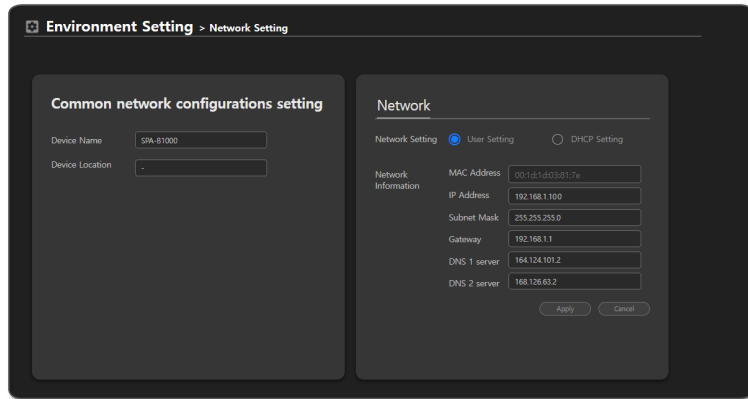 Environment Setting > Network Setting
Common network configurations setting
Device Name SPA-81000
Device Location -
Network
Network Setting User Setting DHCP Setting
Network Information
MAC Address 00:1d:1d:03:81:7e
IP Address 192.168.1.100
Subnet Mask 255.255.255.0
Gateway 192.168.1.1
DNS 1 server 164.124.101.2
DNS 2 server 168.126.63.2
Apply Cancel